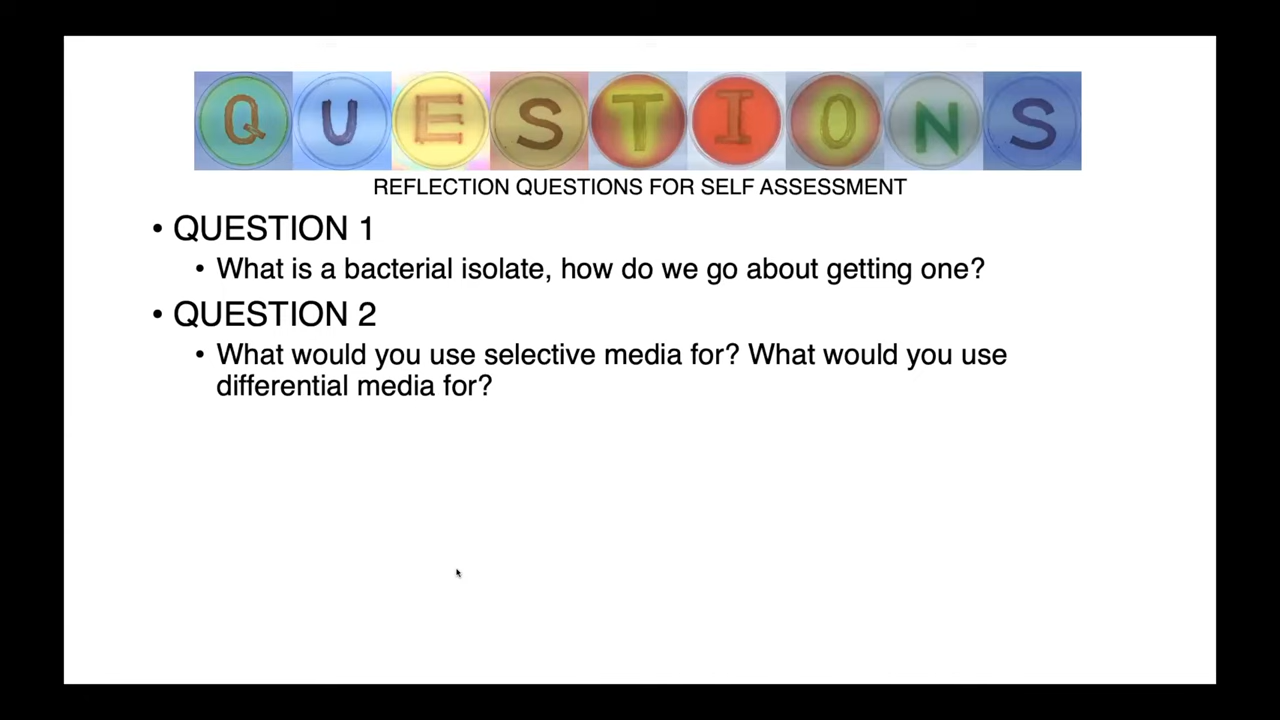 QUESTIONS
REFLECTION QUESTIONS FOR SELF ASSESSMENT
• QUESTION 1
• What is a bacterial isolate, how do we go about getting one?
• QUESTION 2
• What would you use selective media for? What would you use
differential media for?